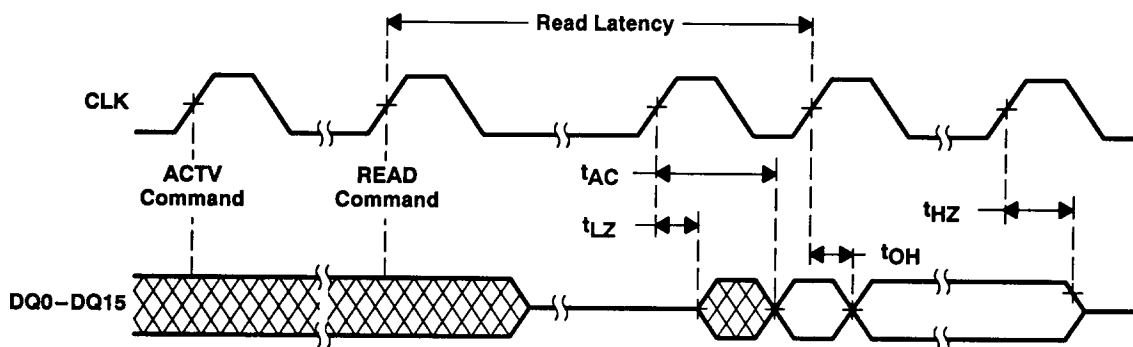 Read Latency
CLK
ACTV
Command
READ
Command
tAC
tLZ
tHZ
tOH
DQ0–DQ15